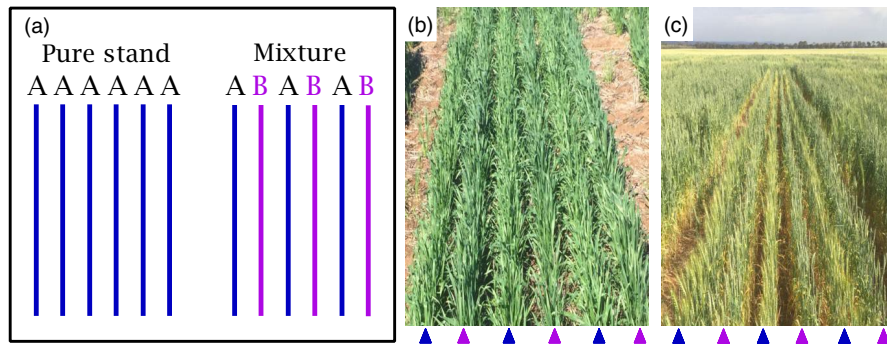 (a)
Pure stand
A A A A A A
Mixture
A B A B A B
(b)
(c)